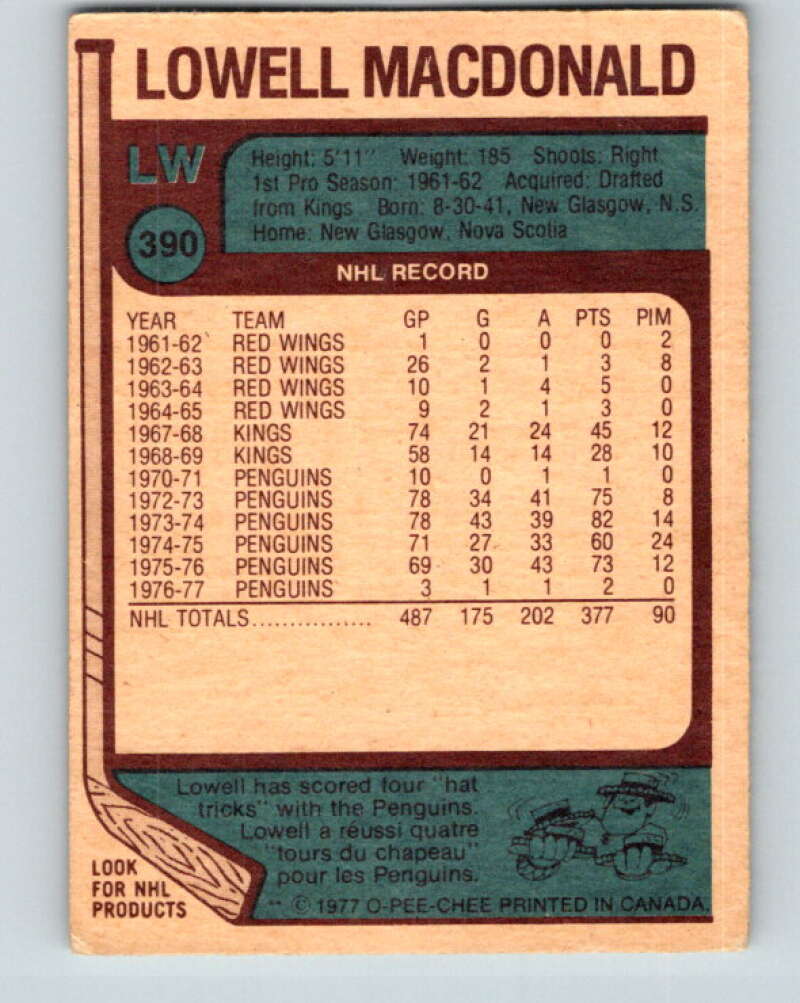 LOWELL MACDONALD
LW
Height: 5'11" Weight: 185 Shoots: Right
1st Pro Season: 1961-62 Acquired: Drafted
from Kings Born: 8-30-41, New Glasgow, N.S.
Home: New Glasgow, Nova Scotia
390
NHL RECORD
YEAR TEAM GP G A PTS PIM
1961-62 RED WINGS 1 0 0 0 2
1962-63 RED WINGS 26 2 1 3 8
1963-64 RED WINGS 10 1 4 5 0
1964-65 RED WINGS 9 2 1 3 0
1967-68 KINGS 74 21 24 45 12
1968-69 KINGS 58 14 14 28 10
1970-71 PENGUINS 10 0 1 1 0
1972-73 PENGUINS 78 34 41 75 8
1973-74 PENGUINS 78 43 39 82 14
1974-75 PENGUINS 71 27 33 60 24
1975-76 PENGUINS 69 30 43 73 12
1976-77 PENGUINS 3 1 1 2 0
NHL TOTALS................ 487 175 202 377 90
Lowell has scored four "hat
tricks" with the Penguins.
Lowell a réussi quatre
"tours du chapeau"
pour les Penguins.
LOOK
FOR NHL
PRODUCTS
** © 1977 O-PEE-CHEE PRINTED IN CANADA.